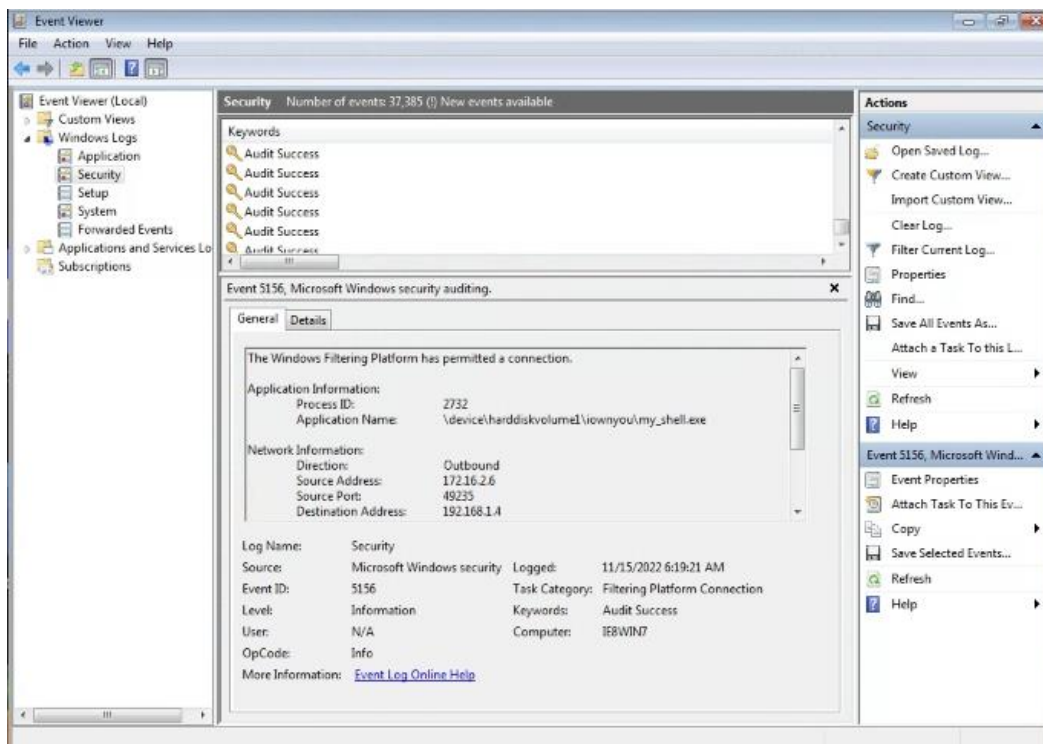 Event Viewer
File Action View Help
Event Viewer (Local)
Custom Views
Windows Logs
Application
Security
Setup
System
Forwarded Events
Applications and Services Lo
Subscriptions
Security Number of events: 37,385 (!) New events available
Keywords
Audit Success
Audit Success
Audit Success
Audit Success
Audit Success
Audit Success
Event 5156, Microsoft Windows security auditing.
General Details
The Windows Filtering Platform has permitted a connection.
Application Information:
Process ID: 2732
Application Name: \device\harddiskvolume1\iownyou\my_shell.exe
Network Information:
Direction: Outbound
Source Address: 172.16.2.6
Source Port: 49235
Destination Address: 192.168.1.4
Log Name: Security
Source: Microsoft Windows security Logged: 11/15/2022 6:19:21 AM
Event ID: 5156 Task Category: Filtering Platform Connection
Level: Information Keywords: Audit Success
User: N/A Computer: IE8WIN7
OpCode: Info
More Information: Event Log Online Help
Actions
Security
Open Saved Log...
Create Custom View...
Import Custom View...
Clear Log...
Filter Current Log...
Properties
Find...
Save All Events As...
Attach a Task To this L...
View
Refresh
Help
Event 5156, Microsoft Wind...
Event Properties
Attach Task To This Ev...
Copy
Save Selected Events...
Refresh
Help